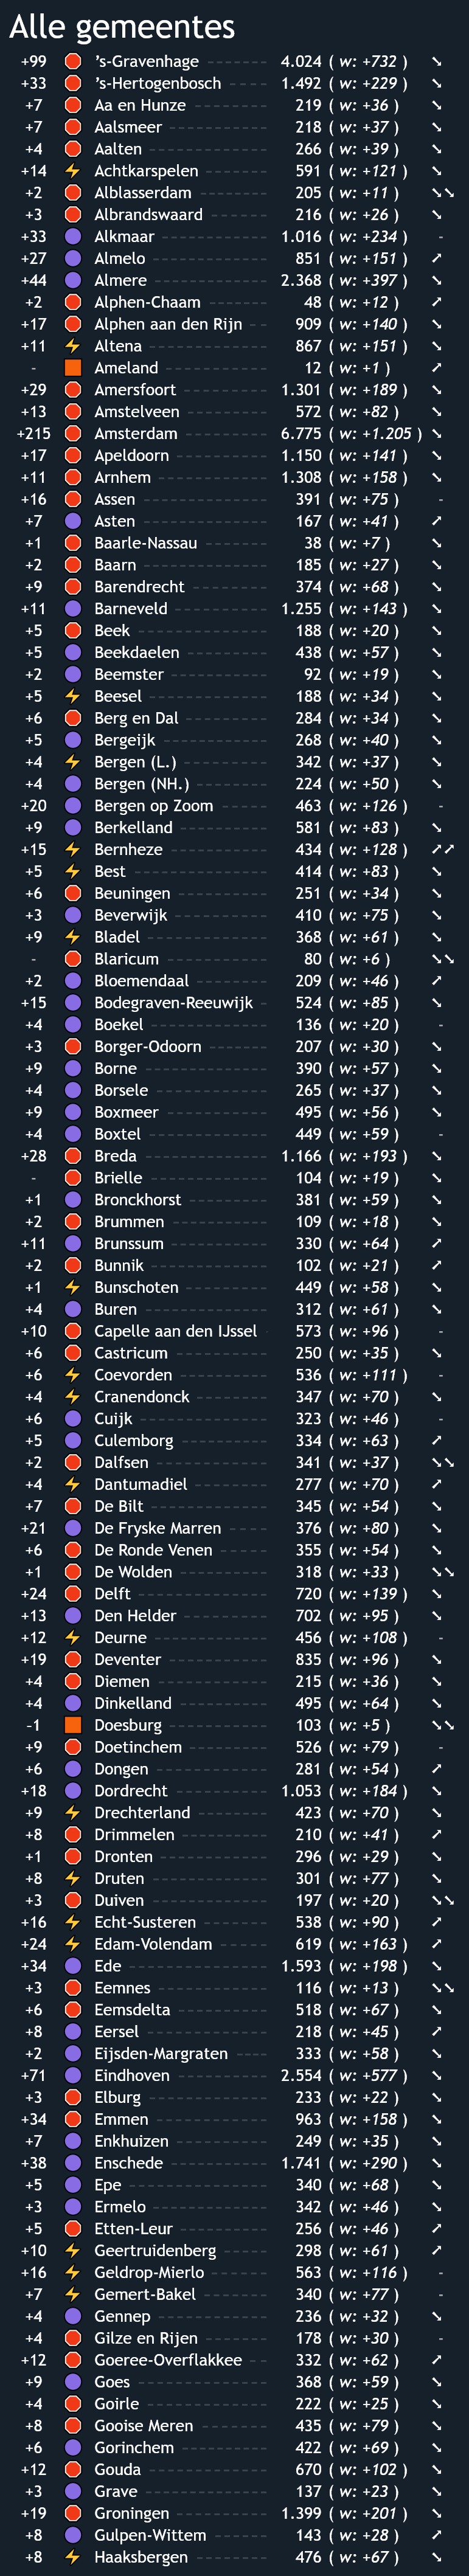 Alle gemeentes
+99 's-Gravenhage 4.024 ( w: +732 )
+33 's-Hertogenbosch 1.492 ( w: +229 )
+7 Aa en Hunze 219 ( w: +36 )
+7 Aalsmeer 218 ( w: +37 )
+4 Aalten 266 ( w: +39 )
+14 Achtkarspelen 591 ( w: +121 )
+2 Alblasserdam 205 ( w: +11 )
+3 Albrandswaard 216 ( w: +26 )
+33 Alkmaar 1.016 ( w: +234 ) -
+27 Almelo 851 ( w: +151 )
+44 Almere 2.368 ( w: +397 )
+2 Alphen-Chaam 48 ( w: +12 )
+17 Alphen aan den Rijn 909 ( w: +140 )
+11 Altena 867 ( w: +151 )
- Ameland 12 ( w: +1 )
+29 Amersfoort 1.301 ( w: +189 )
+13 Amstelveen 572 ( w: +82 )
+215 Amsterdam 6.775 ( w: +1.205 )
+17 Apeldoorn 1.150 ( w: +141 )
+11 Arnhem 1.308 ( w: +158 )
+16 Assen 391 ( w: +75 ) -
+7 Asten 167 ( w: +41 )
+1 Baarle-Nassau 38 ( w: +7 )
+2 Baarn 185 ( w: +27 )
+9 Barendrecht 374 ( w: +68 )
+11 Barneveld 1.255 ( w: +143 )
+5 Beek 188 ( w: +20 )
+5 Beekdaelen 438 ( w: +57 )
+2 Beemster 92 ( w: +19 )
+5 Beesel 188 ( w: +34 )
+6 Berg en Dal 284 ( w: +34 )
+5 Bergeijk 268 ( w: +40 )
+4 Bergen (L.) 342 ( w: +37 )
+4 Bergen (NH.) 224 ( w: +50 )
+20 Bergen op Zoom 463 ( w: +126 ) -
+9 Berkelland 581 ( w: +83 )
+15 Bernheze 434 ( w: +128 )
+5 Best 414 ( w: +83 )
+6 Beuningen 251 ( w: +34 )
+3 Beverwijk 410 ( w: +75 )
+9 Bladel 368 ( w: +61 )
- Blaricum 80 ( w: +6 )
+2 Bloemendaal 209 ( w: +46 )
+15 Bodegraven-Reeuwijk 524 ( w: +85 )
+4 Boekel 136 ( w: +20 ) -
+3 Borger-Odoorn 207 ( w: +30 )
+9 Borne 390 ( w: +57 )
+4 Borsele 265 ( w: +37 )
+9 Boxmeer 495 ( w: +56 )
+4 Boxtel 449 ( w: +59 ) -
+28 Breda 1.166 ( w: +193 )
- Brielle 104 ( w: +19 )
+1 Bronckhorst 381 ( w: +59 )
+2 Brummen 109 ( w: +18 )
+11 Brunssum 330 ( w: +64 )
+2 Bunnik 102 ( w: +21 )
+1 Bunschoten 449 ( w: +58 )
+4 Buren 312 ( w: +61 )
+10 Capelle aan den IJssel 573 ( w: +96 ) -
+6 Castricum 250 ( w: +35 )
+6 Coevorden 536 ( w: +111 ) -
+4 Cranendonck 347 ( w: +70 )
+6 Cuijk 323 ( w: +46 ) -
+5 Culemborg 334 ( w: +63 )
+2 Dalfsen 341 ( w: +37 )
+4 Dantumadiel 277 ( w: +70 )
+7 De Bilt 345 ( w: +54 )
+21 De Fryske Marren 376 ( w: +80 )
+6 De Ronde Venen 355 ( w: +54 )
+1 De Wolden 318 ( w: +33 )
+24 Delft 720 ( w: +139 )
+13 Den Helder 702 ( w: +95 )
+12 Deurne 456 ( w: +108 ) -
+19 Deventer 835 ( w: +96 )
+4 Diemen 215 ( w: +36 )
+4 Dinkelland 495 ( w: +64 )
-1 Doesburg 103 ( w: +5 )
+9 Doetinchem 526 ( w: +79 ) -
+6 Dongen 281 ( w: +54 )
+18 Dordrecht 1.053 ( w: +184 )
+9 Drechterland 423 ( w: +70 )
+8 Drimmelen 210 ( w: +41 )
+1 Dronten 296 ( w: +29 )
+8 Druten 301 ( w: +77 )
+3 Duiven 197 ( w: +20 )
+16 Echt-Susteren 538 ( w: +90 )
+24 Edam-Volendam 619 ( w: +163 )
+34 Ede 1.593 ( w: +198 )
+3 Eemnes 116 ( w: +13 )
+6 Eemsdelta 518 ( w: +67 )
+8 Eersel 218 ( w: +45 )
+2 Eijsden-Margraten 333 ( w: +58 )
+71 Eindhoven 2.554 ( w: +577 )
+3 Elburg 233 ( w: +22 )
+34 Emmen 963 ( w: +158 )
+7 Enkhuizen 249 ( w: +35 )
+38 Enschede 1.741 ( w: +290 )
+5 Epe 340 ( w: +68 )
+3 Ermelo 342 ( w: +46 )
+5 Etten-Leur 256 ( w: +46 )
+10 Geertruidenberg 298 ( w: +61 )
+16 Geldrop-Mierlo 563 ( w: +116 ) -
+7 Gemert-Bakel 340 ( w: +77 ) -
+4 Gennep 236 ( w: +32 )
+4 Gilze en Rijen 178 ( w: +30 ) -
+12 Goeree-Overflakkee 332 ( w: +62 )
+9 Goes 368 ( w: +59 )
+4 Goirle 222 ( w: +25 )
+8 Gooise Meren 435 ( w: +79 )
+6 Gorinchem 422 ( w: +69 )
+12 Gouda 670 ( w: +102 )
+3 Grave 137 ( w: +23 )
+19 Groningen 1.399 ( w: +201 )
+8 Gulpen-Wittem 143 ( w: +28 )
+8 Haaksbergen 476 ( w: +67 )